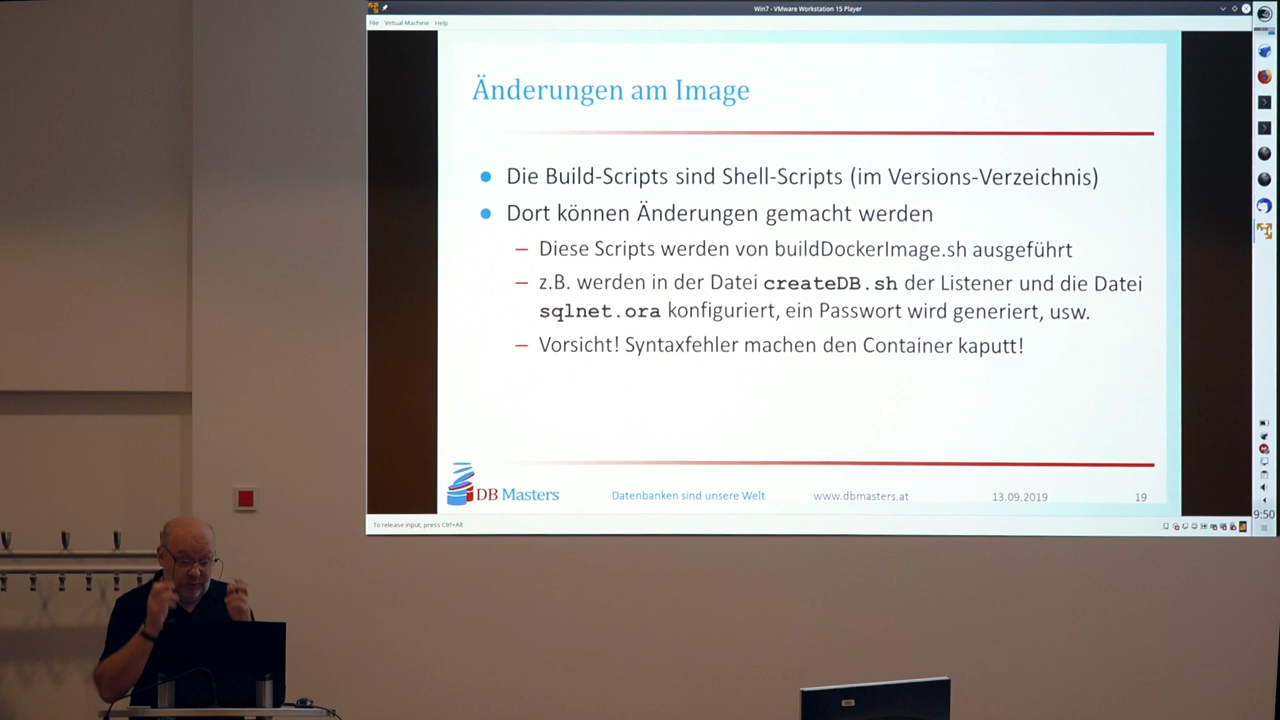 Win7 - VMware Workstation 15 Player
File Virtual Machine Help
Änderungen am Image
Die Build-Scripts sind Shell-Scripts (im Versions-Verzeichnis)
Dort können Änderungen gemacht werden
Diese Scripts werden von buildDockerImage.sh ausgeführt
z.B. werden in der Datei createDB.sh der Listener und die Datei
sqlnet.ora konfiguriert, ein Passwort wird generiert, usw.
Vorsicht! Syntaxfehler machen den Container kaputt!
DB Masters
Datenbanken sind unsere Welt
www.dbmasters.at
13.09.2019
19
9:50
To release input, press Ctrl+Alt